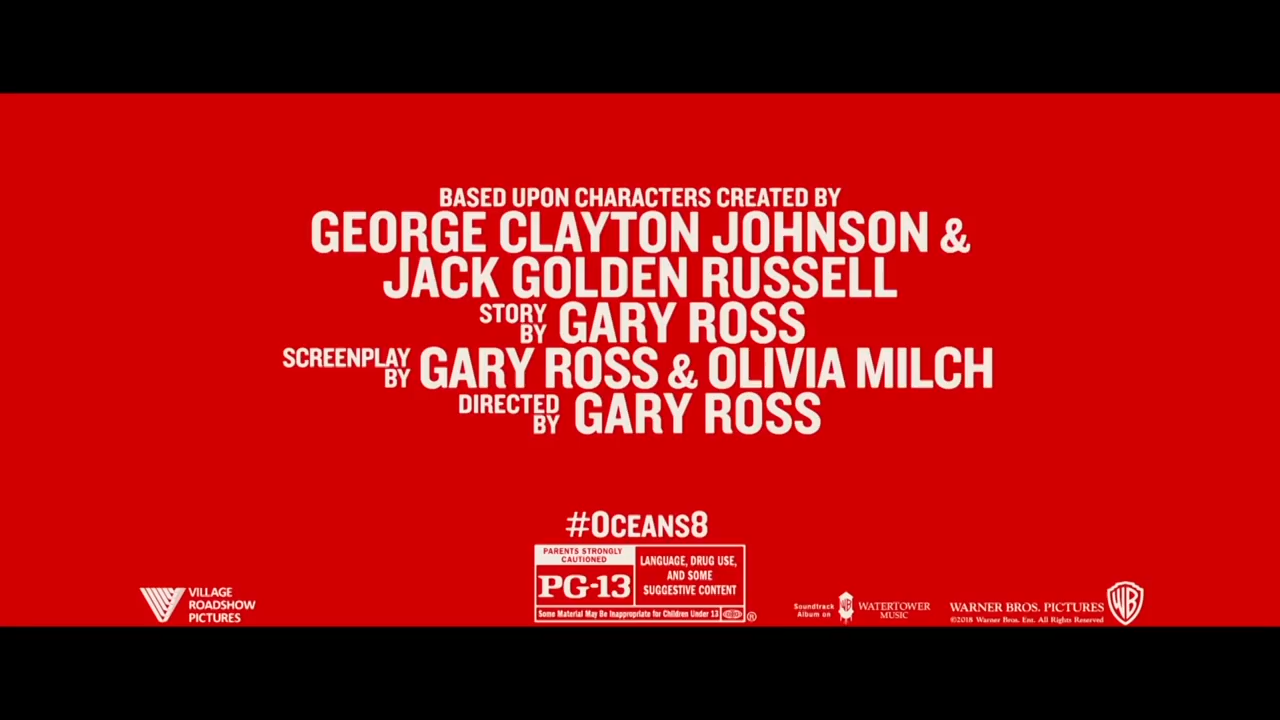 BASED UPON CHARACTERS CREATED BY
GEORGE CLAYTON JOHNSON &
JACK GOLDEN RUSSELL
STORY BY GARY ROSS
SCREENPLAY BY GARY ROSS & OLIVIA MILCH
DIRECTED BY GARY ROSS
#OCEANS8
PARENTS STRONGLY CAUTIONED
PG-13
LANGUAGE, DRUG USE,
AND SOME
SUGGESTIVE CONTENT
Some Material May Be Inappropriate for Children Under 13
®
VILLAGE
ROADSHOW
PICTURES
Soundtrack
Album on
WB
WATERTOWER
MUSIC
WARNER BROS. PICTURES
©2018 Warner Bros. Ent. All Rights Reserved
WB